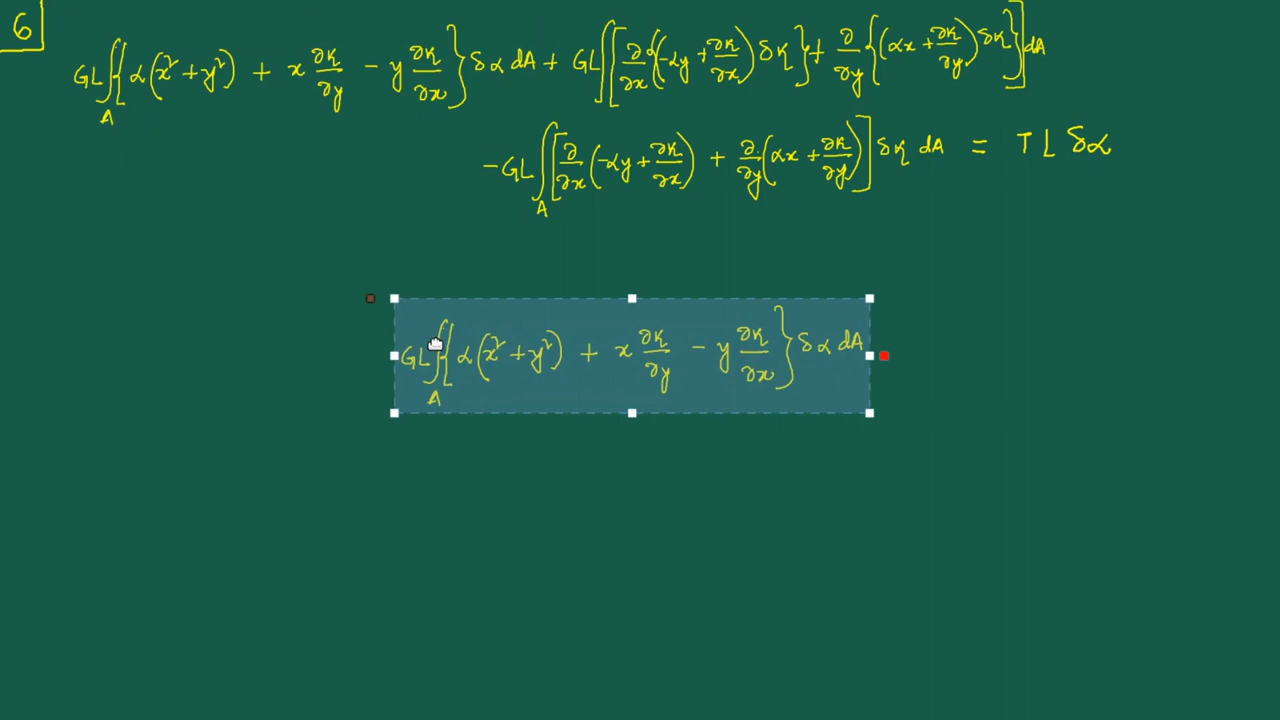 6
GL∫_A{α(x²+y²) + x ∂κ/∂y − y ∂κ/∂x} δα dA + GL∫[∂/∂x{(−αy+∂κ/∂x)δκ} + ∂/∂y{(αx+∂κ/∂y)δκ}]dA
−GL∫_A[∂/∂x(−αy+∂κ/∂x) + ∂/∂y(αx+∂κ/∂y)]δκ dA = TL δα
GL∫_A{α(x²+y²) + x ∂κ/∂y − y ∂κ/∂x} δα dA